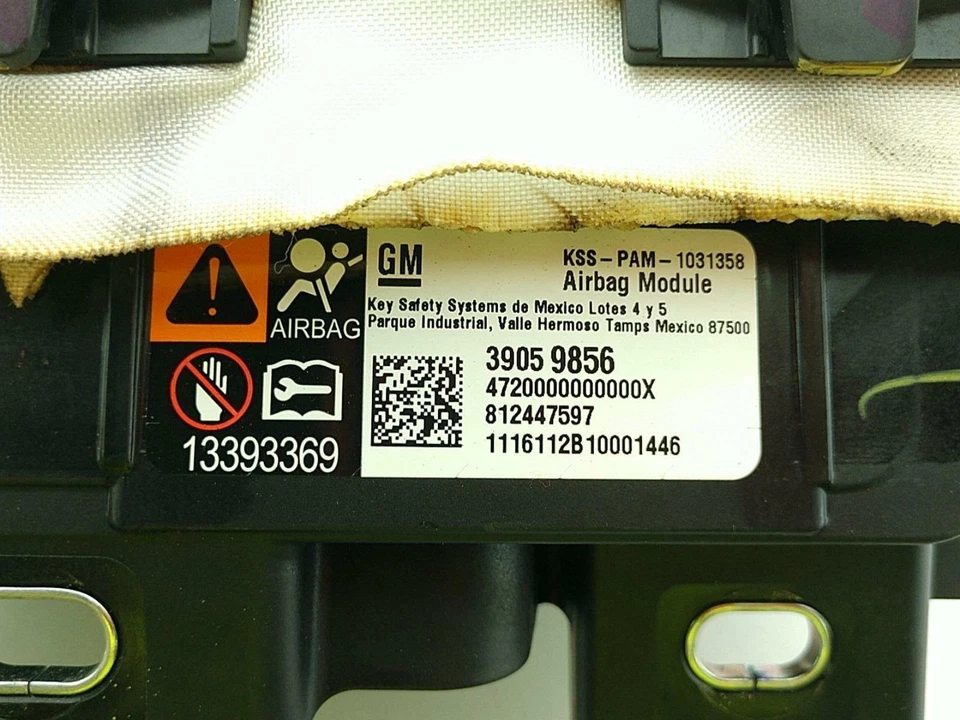 AIRBAG
13393369
GM
KSS-PAM-1031358
Airbag Module
Key Safety Systems de Mexico Lotes 4 y 5
Parque Industrial, Valle Hermoso Tamps Mexico 87500
3905 9856
4720000000000X
812447597
1116112B10001446